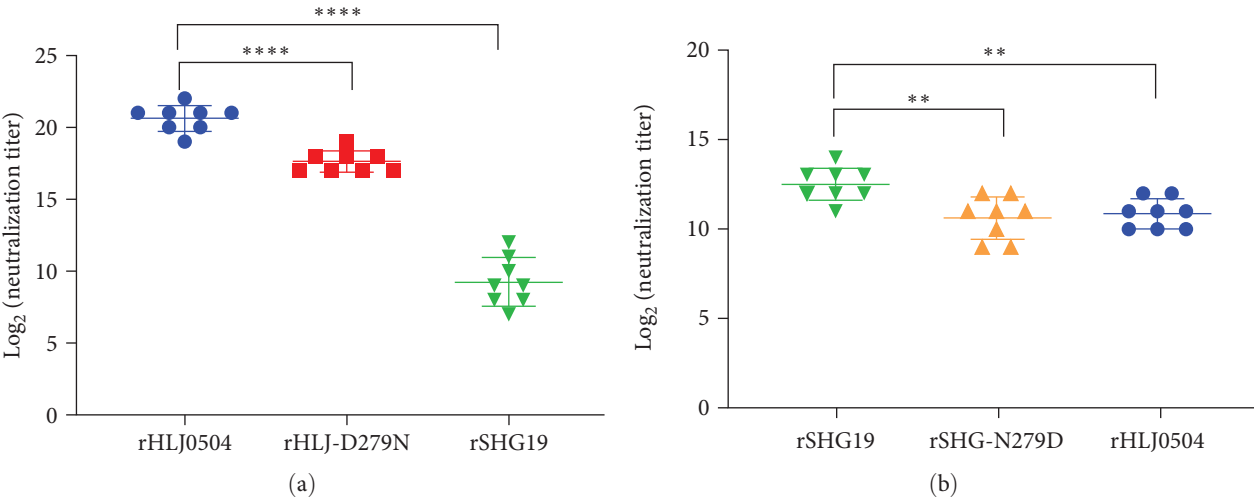 ****
****
25
20
15
10
5
0
Log₂ (neutralization titer)
rHLJ0504 rHLJ-D279N rSHG19
(a)
**
**
20
15
10
5
0
Log₂ (neutralization titer)
rSHG19 rSHG-N279D rHLJ0504
(b)